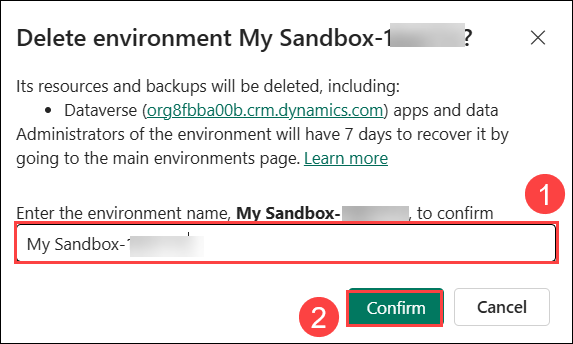 Delete environment My Sandbox-1 ?
Its resources and backups will be deleted, including:
• Dataverse (org8fbba00b.crm.dynamics.com) apps and data
Administrators of the environment will have 7 days to recover it by
going to the main environments page. Learn more
1
Enter the environment name, My Sandbox- , to confirm
My Sandbox-1
2
Confirm
Cancel